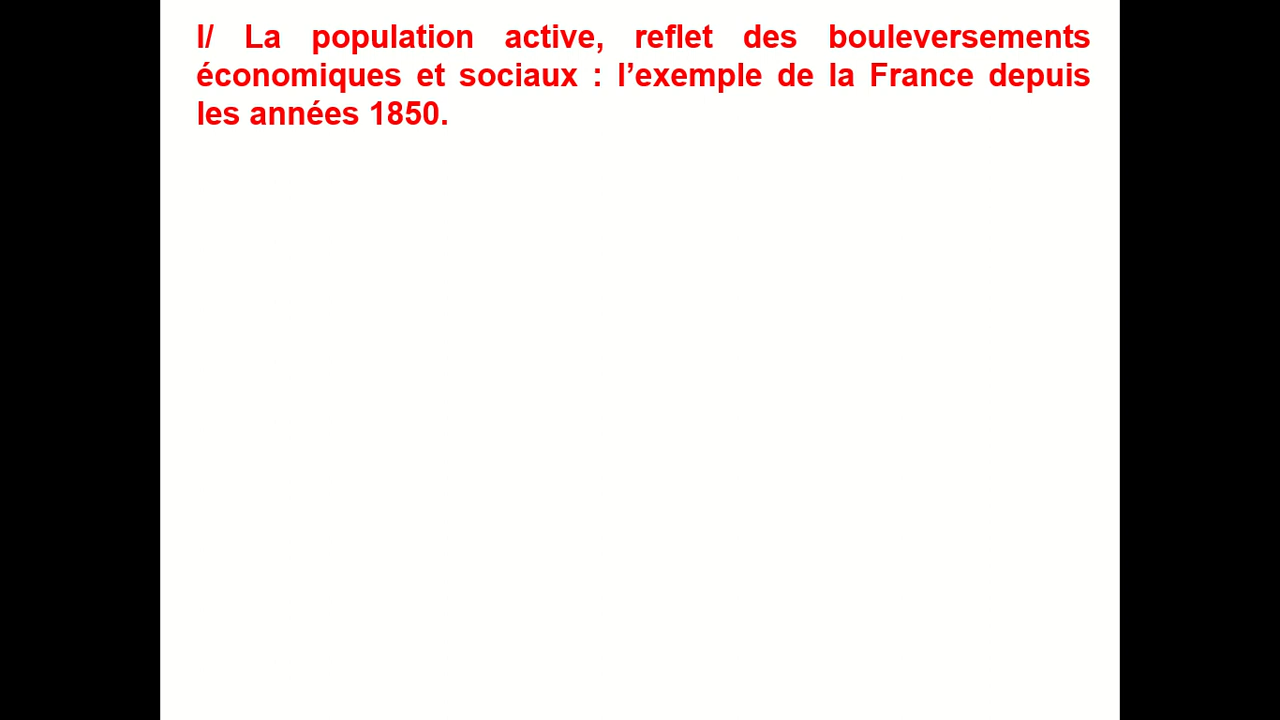 I/ La population active, reflet des bouleversements
économiques et sociaux : l’exemple de la France depuis
les années 1850.